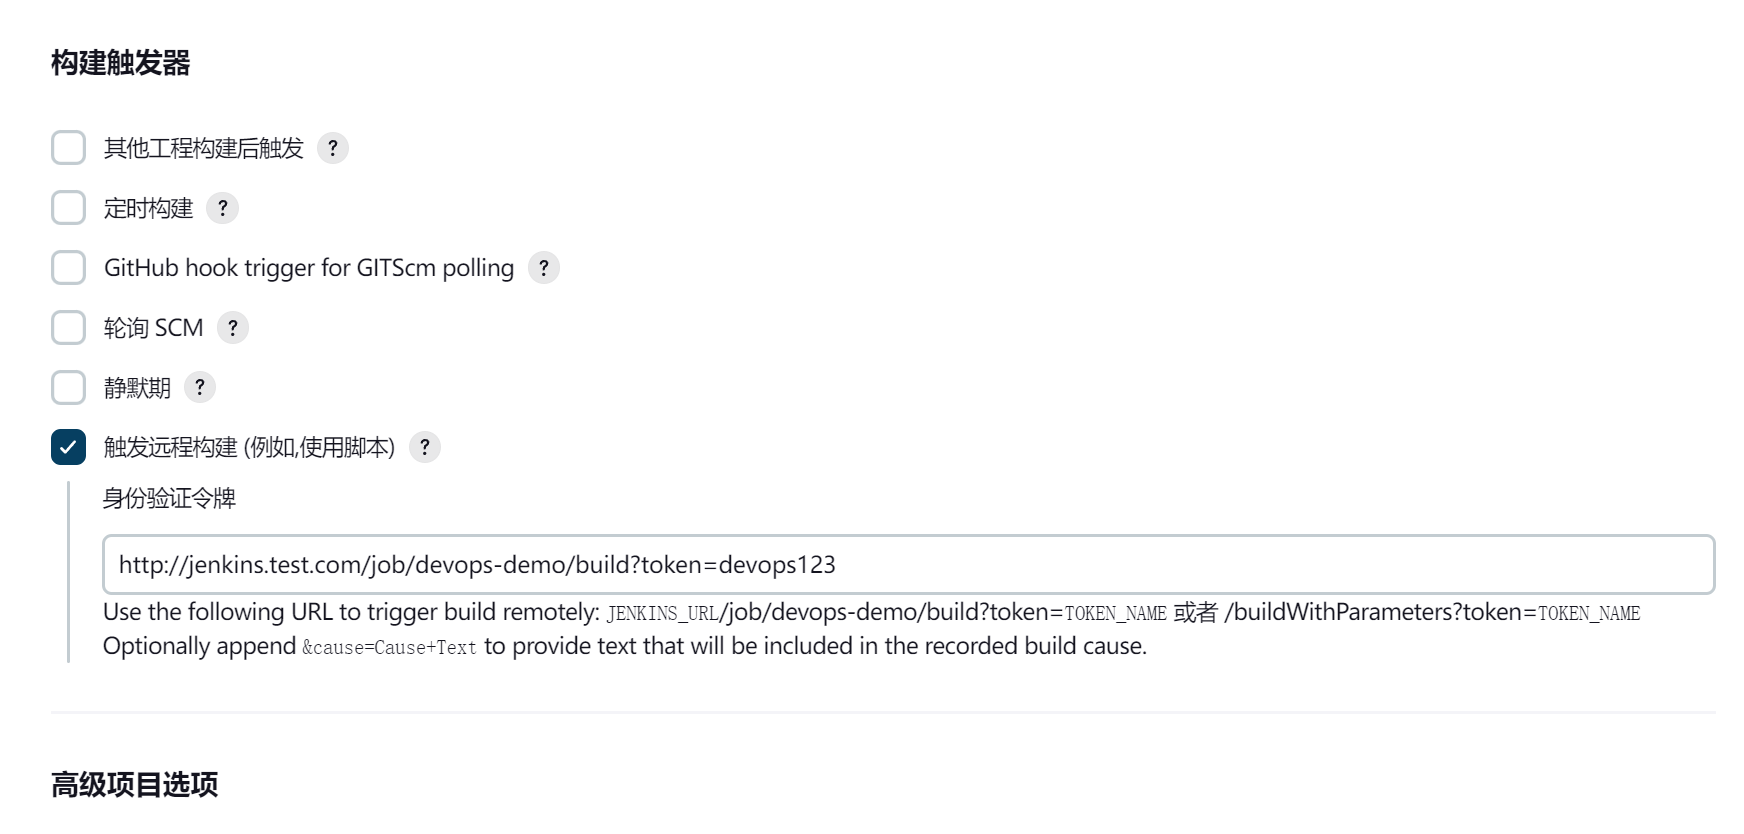 构建触发器
其他工程构建后触发 ?
定时构建 ?
GitHub hook trigger for GITScm polling ?
轮询 SCM ?
静默期 ?
触发远程构建 (例如,使用脚本) ?
身份验证令牌
http://jenkins.test.com/job/devops-demo/build?token=devops123
Use the following URL to trigger build remotely: JENKINS_URL/job/devops-demo/build?token=TOKEN_NAME 或者 /buildWithParameters?token=TOKEN_NAME
Optionally append &cause=Cause+Text to provide text that will be included in the recorded build cause.
高级项目选项